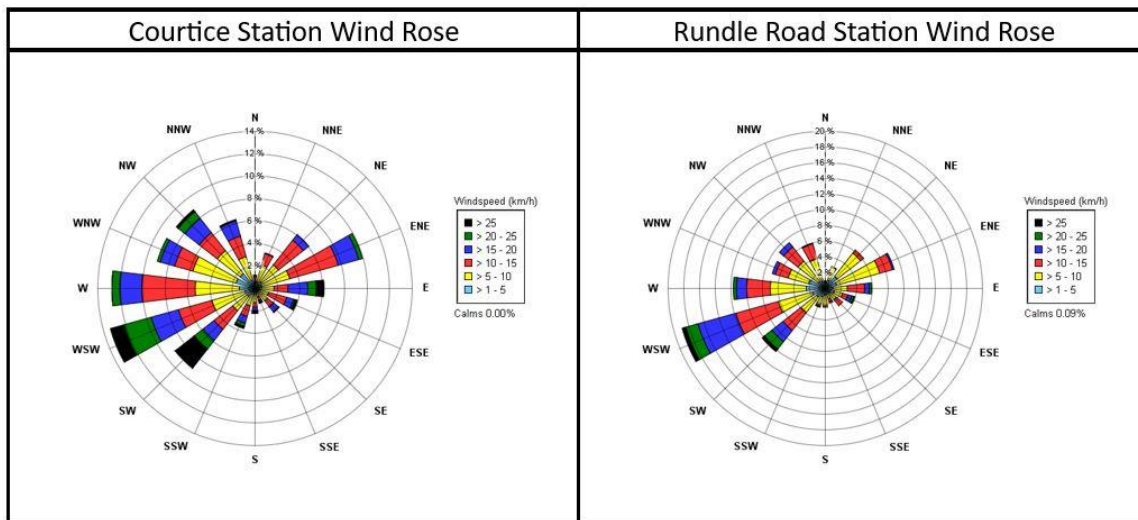 Courtice Station Wind Rose
N
14 %
12 %
10 %
8 %
6 %
4 %
2 %
NNE
NE
ENE
E
ESE
SE
SSE
S
SSW
SW
WSW
W
WNW
NW
NNW
Windspeed (km/h)
> 25
> 20 - 25
> 15 - 20
> 10 - 15
> 5 - 10
> 1 - 5
Calms 0.00%
Rundle Road Station Wind Rose
N
20 %
18 %
16 %
14 %
12 %
10 %
8 %
6 %
4 %
2 %
NNE
NE
ENE
E
ESE
SE
SSE
S
SSW
SW
WSW
W
WNW
NW
NNW
Windspeed (km/h)
> 25
> 20 - 25
> 15 - 20
> 10 - 15
> 5 - 10
> 1 - 5
Calms 0.09%